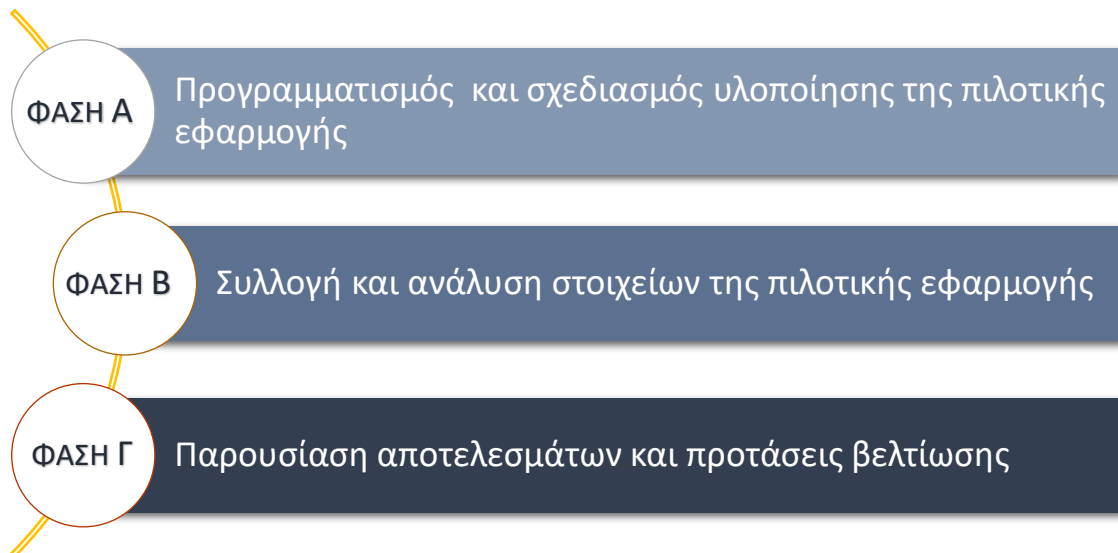 ΦΑΣΗ Α
Προγραμματισμός και σχεδιασμός υλοποίησης της πιλοτικής
εφαρμογής
ΦΑΣΗ Β
Συλλογή και ανάλυση στοιχείων της πιλοτικής εφαρμογής
ΦΑΣΗ Γ
Παρουσίαση αποτελεσμάτων και προτάσεις βελτίωσης